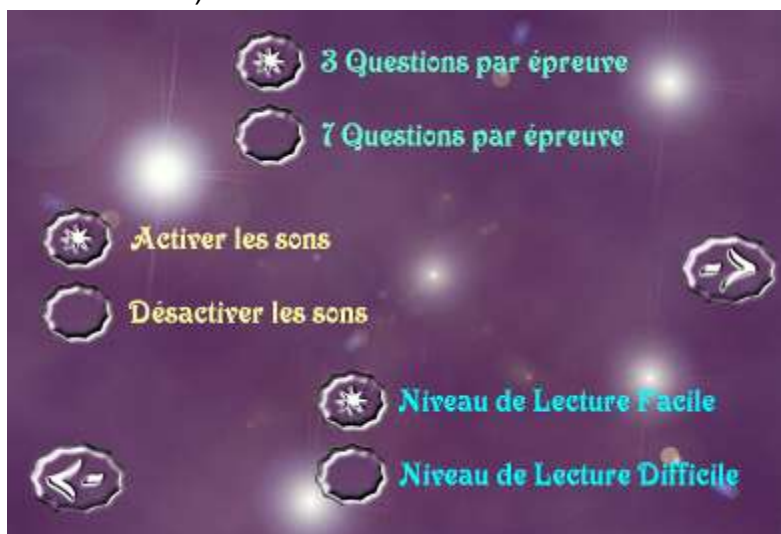 3 Questions par épreuve
7 Questions par épreuve
Activer les sons
Désactiver les sons
->
Niveau de Lecture Facile
Niveau de Lecture Difficile
<-